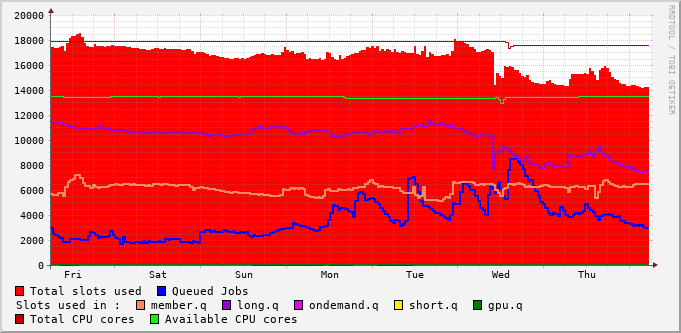 20000
18000
16000
14000
12000
10000
8000
6000
4000
2000
0
Fri Sat Sun Mon Tue Wed Thu
RRDTOOL / TOBI OETIKER
Total slots used Queued Jobs
Slots used in : member.q long.q ondemand.q short.q gpu.q
Total CPU cores Available CPU cores